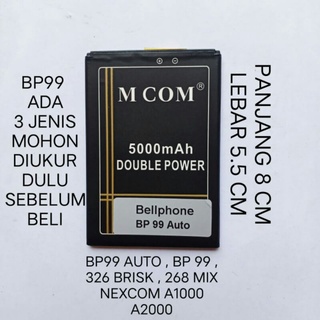 BP99
ADA
3 JENIS
MOHON
DIUKUR
DULU
SEBELUM
BELI
M COM®
5000mAh
DOUBLE POWER
Bellphone
BP 99 Auto
PANJANG 8 CM
LEBAR 5.5 CM
BP99 AUTO , BP 99 ,
326 BRISK , 268 MIX
NEXCOM A1000
A2000